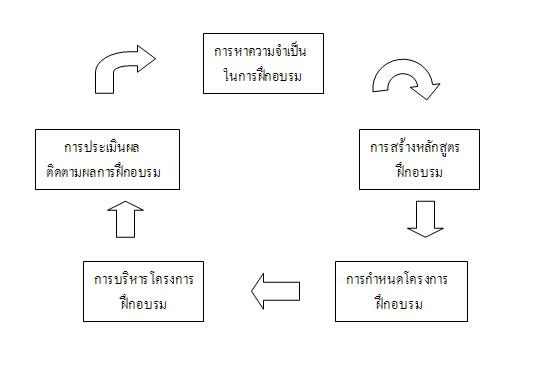 การหาความจำเป็น
ในการฝึกอบรม
การสร้างหลักสูตร
ฝึกอบรม
การกำหนดโครงการ
ฝึกอบรม
การบริหารโครงการ
ฝึกอบรม
การประเมินผล
ติดตามผลการฝึกอบรม